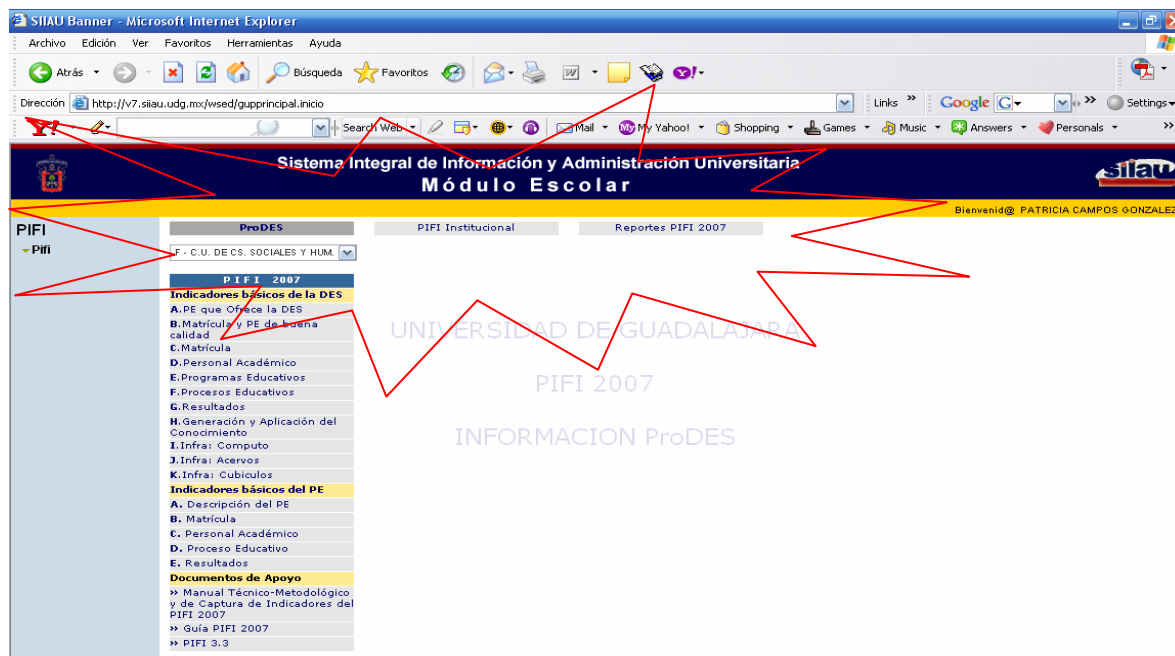 SIIAU Banner - Microsoft Internet Explorer
Archivo Edición Ver Favoritos Herramientas Ayuda
Atrás Búsqueda Favoritos
Dirección http://v7.siiau.udg.mx/wsed/gupprincipal.inicio Links » Google Settings
Y! Search Web Mail My Yahoo! Shopping Games Music Answers Personals »
Sistema Integral de Información y Administración Universitaria
Módulo Escolar
siiau
Bienvenid@ PATRICIA CAMPOS GONZALEZ
PIFI
Pifi
ProDES PIFI Institucional Reportes PIFI 2007
F - C.U. DE CS. SOCIALES Y HUM.
PIFI 2007
Indicadores básicos de la DES
A.PE que Ofrece la DES
B.Matrícula y PE de buena
calidad
C.Matrícula
D.Personal Académico
E.Programas Educativos
F.Procesos Educativos
G.Resultados
H.Generación y Aplicación del
Conocimiento
I.Infra: Computo
J.Infra: Acervos
K.Infra: Cubiculos
Indicadores básicos del PE
A. Descripción del PE
B. Matrícula
C. Personal Académico
D. Proceso Educativo
E. Resultados
Documentos de Apoyo
» Manual Técnico-Metodológico
y de Captura de Indicadores del
PIFI 2007
» Guía PIFI 2007
» PIFI 3.3
UNIVERSIDAD DE GUADALAJARA
PIFI 2007
INFORMACION ProDES